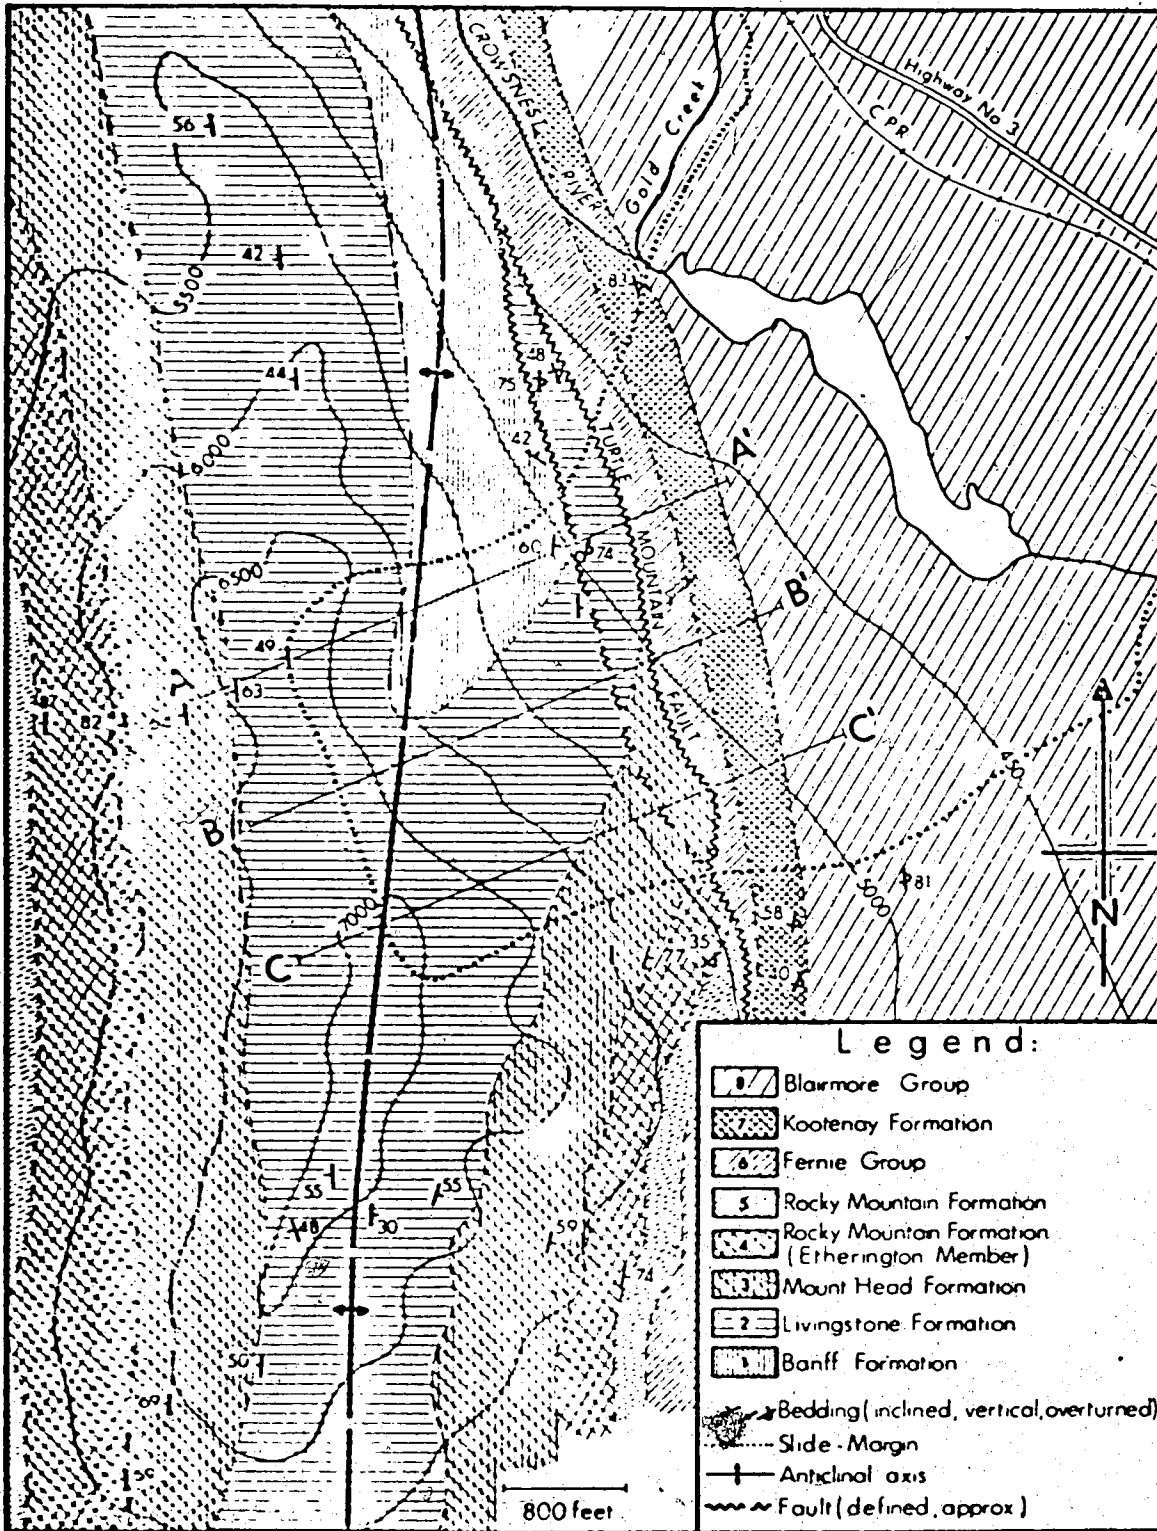 CROWSNEST
RIVER
Gold Creek
Highway No 3
CPR
56
42
5500
83
44
48
75
6000
42
TURTLE
A'
60
74
MOUNTAIN
6500
B'
49
63
82
FAULT
C'
B
450
7000
5000
81
N
58
C
35
77
55
55
48
30
59
74
50
Legend:
8 Blairmore Group
7 Kootenay Formation
6 Fernie Group
5 Rocky Mountain Formation
4 Rocky Mountain Formation
(Etherington Member)
3 Mount Head Formation
2 Livingstone Formation
1 Banff Formation
Bedding (inclined, vertical, overturned)
Slide-Margin
Anticlinal axis
Fault (defined, approx)
800 feet